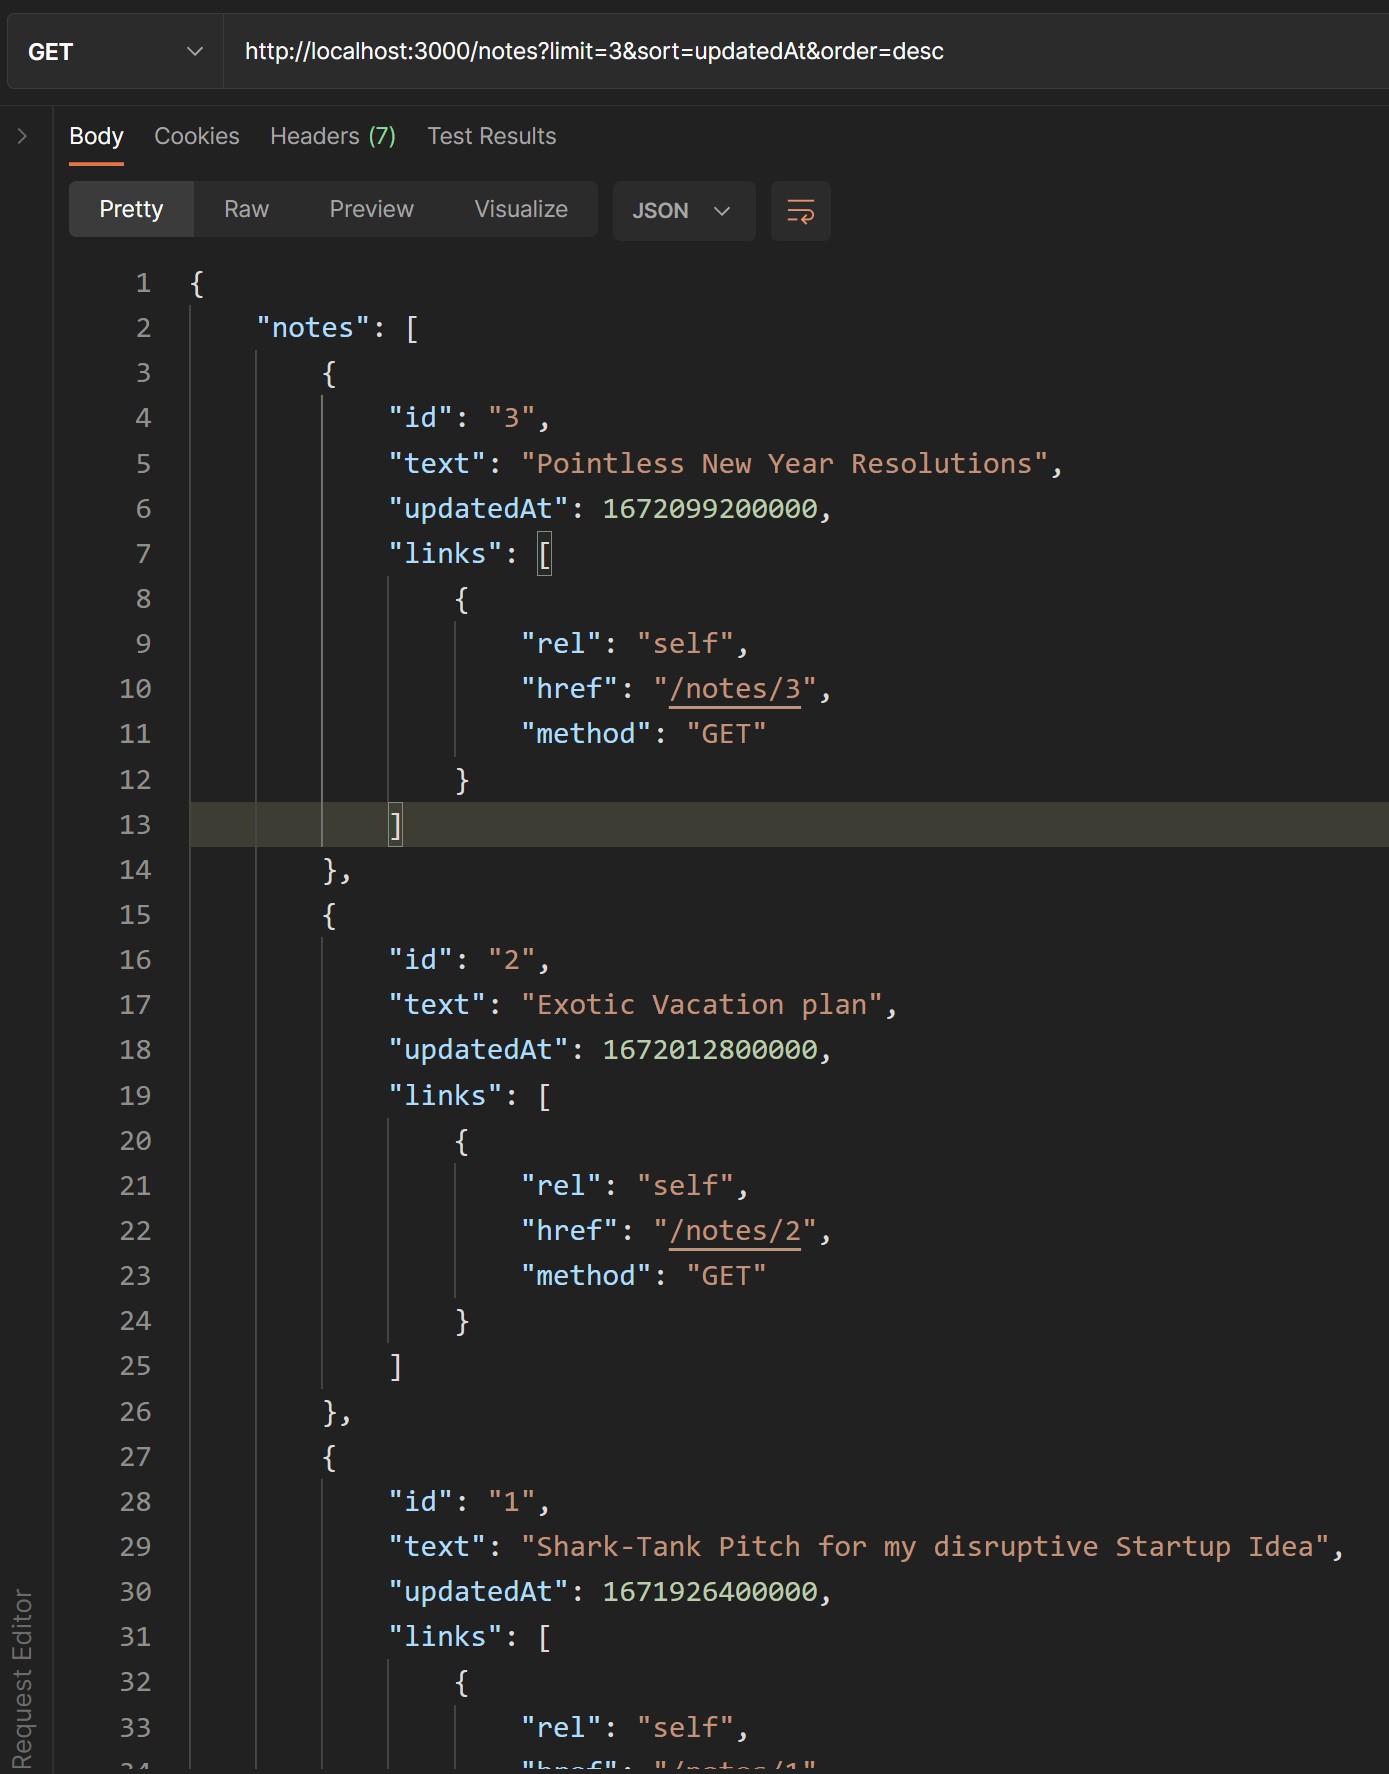 GET http://localhost:3000/notes?limit=3&sort=updatedAt&order=desc
Body Cookies Headers (7) Test Results
Pretty Raw Preview Visualize JSON
1 {
2 "notes": [
3 {
4 "id": "3",
5 "text": "Pointless New Year Resolutions",
6 "updatedAt": 1672099200000,
7 "links": [
8 {
9 "rel": "self",
10 "href": "/notes/3",
11 "method": "GET"
12 }
13 ]
14 },
15 {
16 "id": "2",
17 "text": "Exotic Vacation plan",
18 "updatedAt": 1672012800000,
19 "links": [
20 {
21 "rel": "self",
22 "href": "/notes/2",
23 "method": "GET"
24 }
25 ]
26 },
27 {
28 "id": "1",
29 "text": "Shark-Tank Pitch for my disruptive Startup Idea",
30 "updatedAt": 1671926400000,
31 "links": [
32 {
33 "rel": "self",
34 "href": "/notes/1"
Request Editor